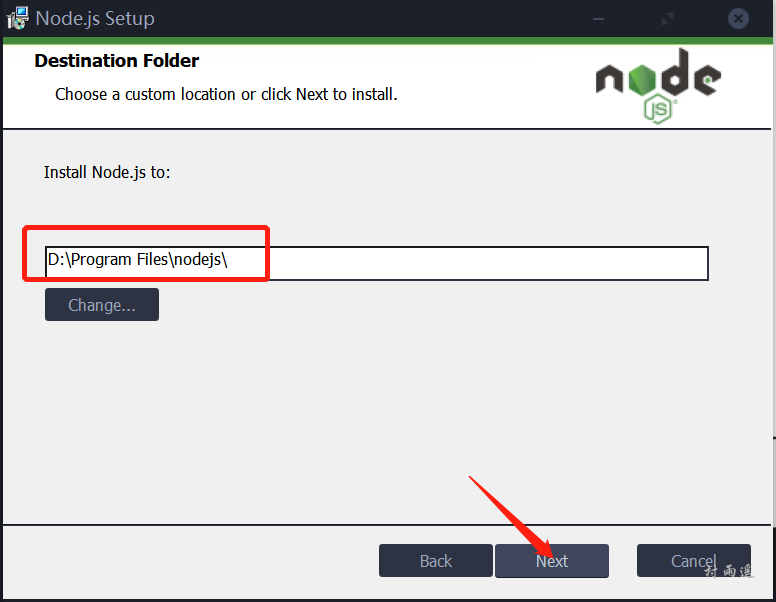 Node.js Setup
Destination Folder
Choose a custom location or click Next to install.
node
JS
Install Node.js to:
D:\Program Files\nodejs\
Change...
Back
Next
Cancel
村雨遥